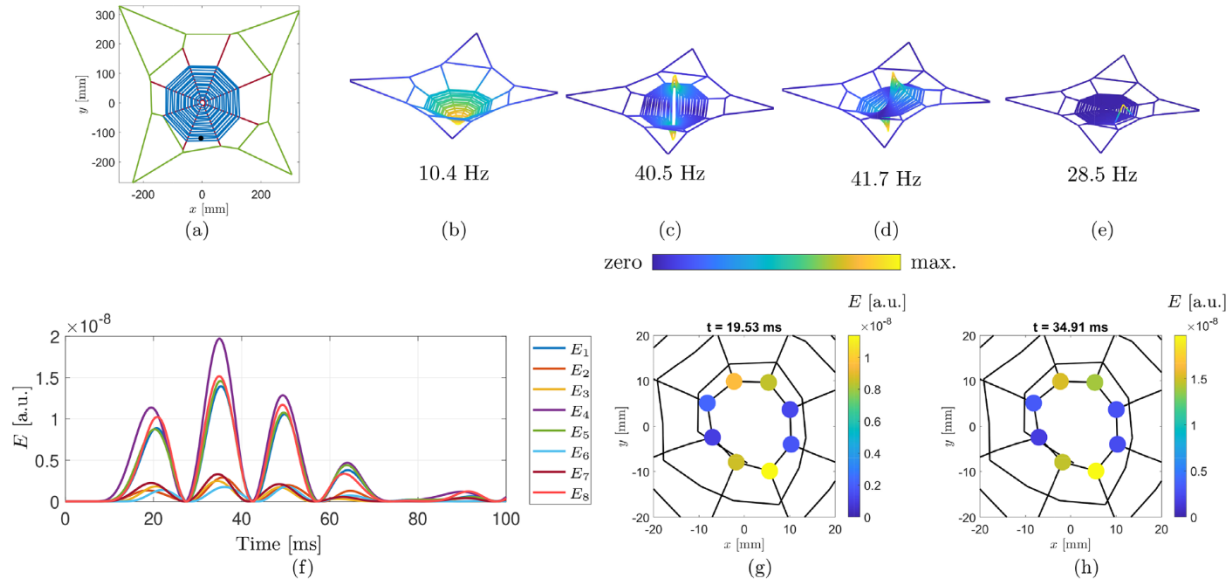 300
200
100
0
-100
-200
y [mm]
-200 0 200
x [mm]
(a)
10.4 Hz
(b)
40.5 Hz
(c)
41.7 Hz
(d)
28.5 Hz
(e)
zero max.
×10⁻⁸
2
1.5
1
0.5
0
E [a.u.]
0 20 40 60 80 100
Time [ms]
(f)
E₁
E₂
E₃
E₄
E₅
E₆
E₇
E₈
E [a.u.]
×10⁻⁸
t = 19.53 ms
20
10
0
-10
20
y [mm]
-20 -10 0 10 20
x [mm]
1
0.8
0.6
0.4
0.2
0
(g)
E [a.u.]
×10⁻⁸
t = 34.91 ms
20
10
0
-10
20
y [mm]
-20 -10 0 10 20
x [mm]
1.5
1
0.5
0
(h)